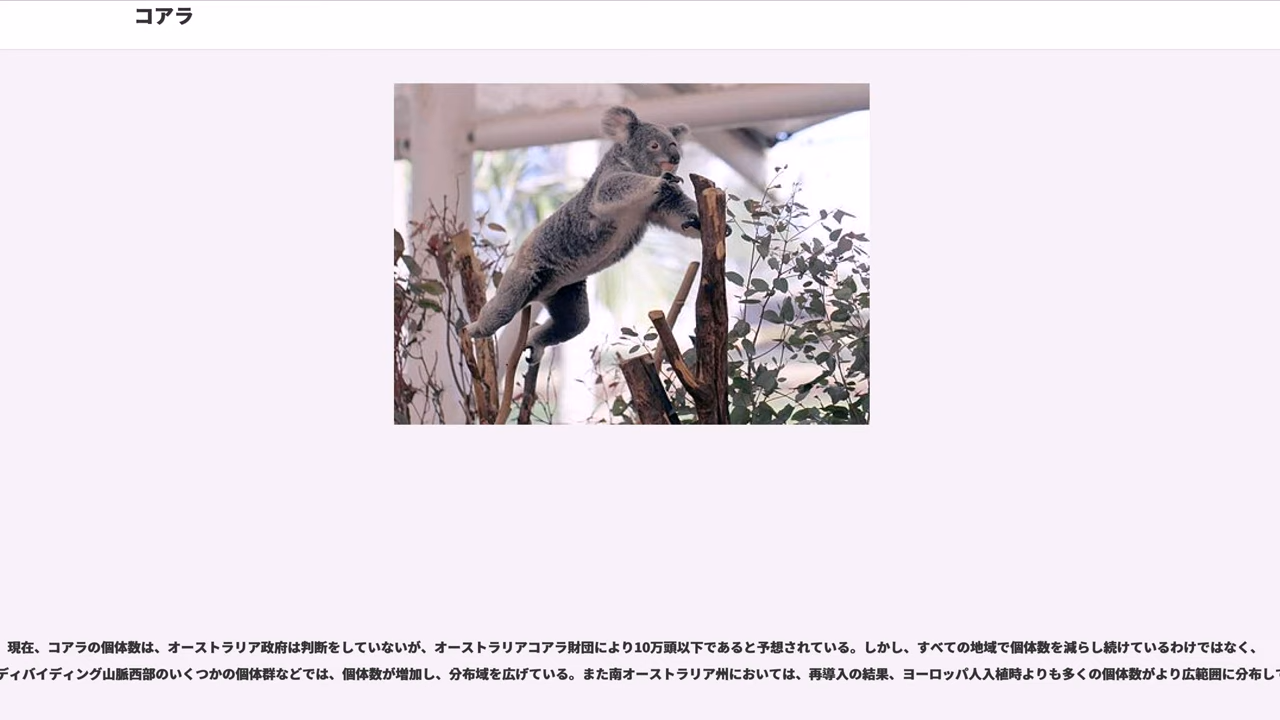 コアラ
現在、コアラの個体数は、オーストラリア政府は判断をしていないが、オーストラリアコアラ財団により10万頭以下であると予想されている。しかし、すべての地域で個体数を減らし続けているわけではなく、
ディバイディング山脈西部のいくつかの個体群などでは、個体数が増加し、分布域を広げている。また南オーストラリア州においては、再導入の結果、ヨーロッパ人入植時よりも多くの個体数がより広範囲に分布して